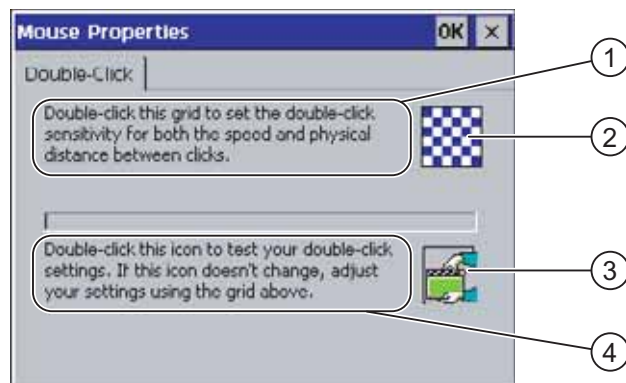 Mouse Properties OK ×
1
Double-Click
Double-click this grid to set the double-click
sensitivity for both the speed and physical
distance between clicks.
2
Double-click this icon to test your double-click
settings. If this icon doesn't change, adjust
your settings using the grid above.
3
4